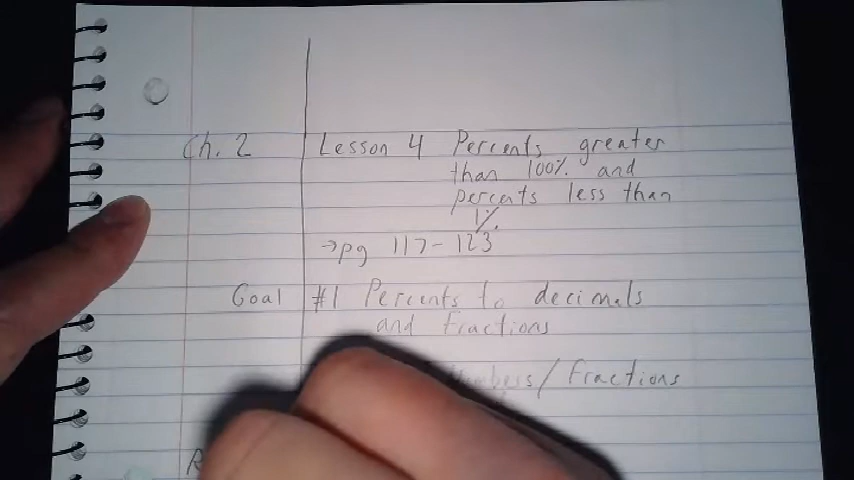 Ch. 2 Lesson 4 Percents greater
than 100% and
percents less than
1%
→pg 117-123
Goal #1 Percents to decimals
and fractions
Numbers/Fractions